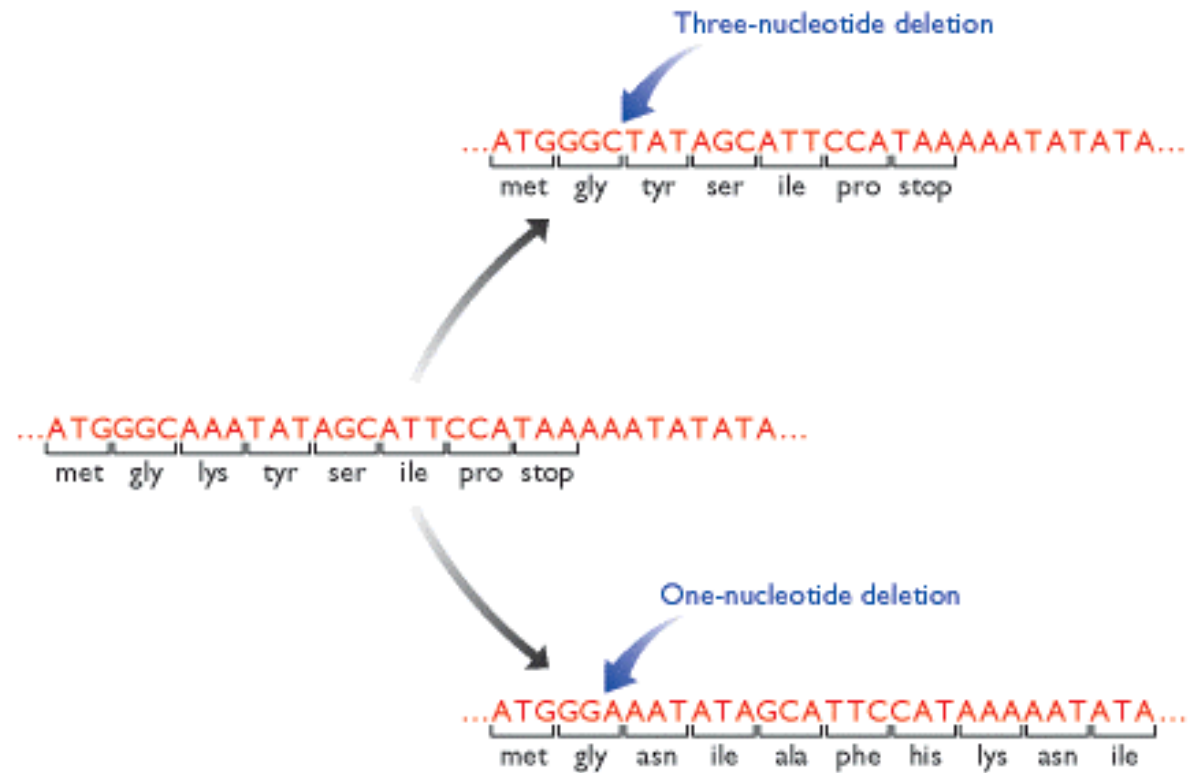 Three-nucleotide deletion
...ATGGGCTATAGCATTCCATAAAAATATATA...
met gly tyr ser ile pro stop
...ATGGGCAAATATAGCATTCCATAAAAATATATA...
met gly lys tyr ser ile pro stop
One-nucleotide deletion
...ATGGGAAATATAGCATTCCATAAAAATATA...
met gly asn ile ala phe his lys asn ile